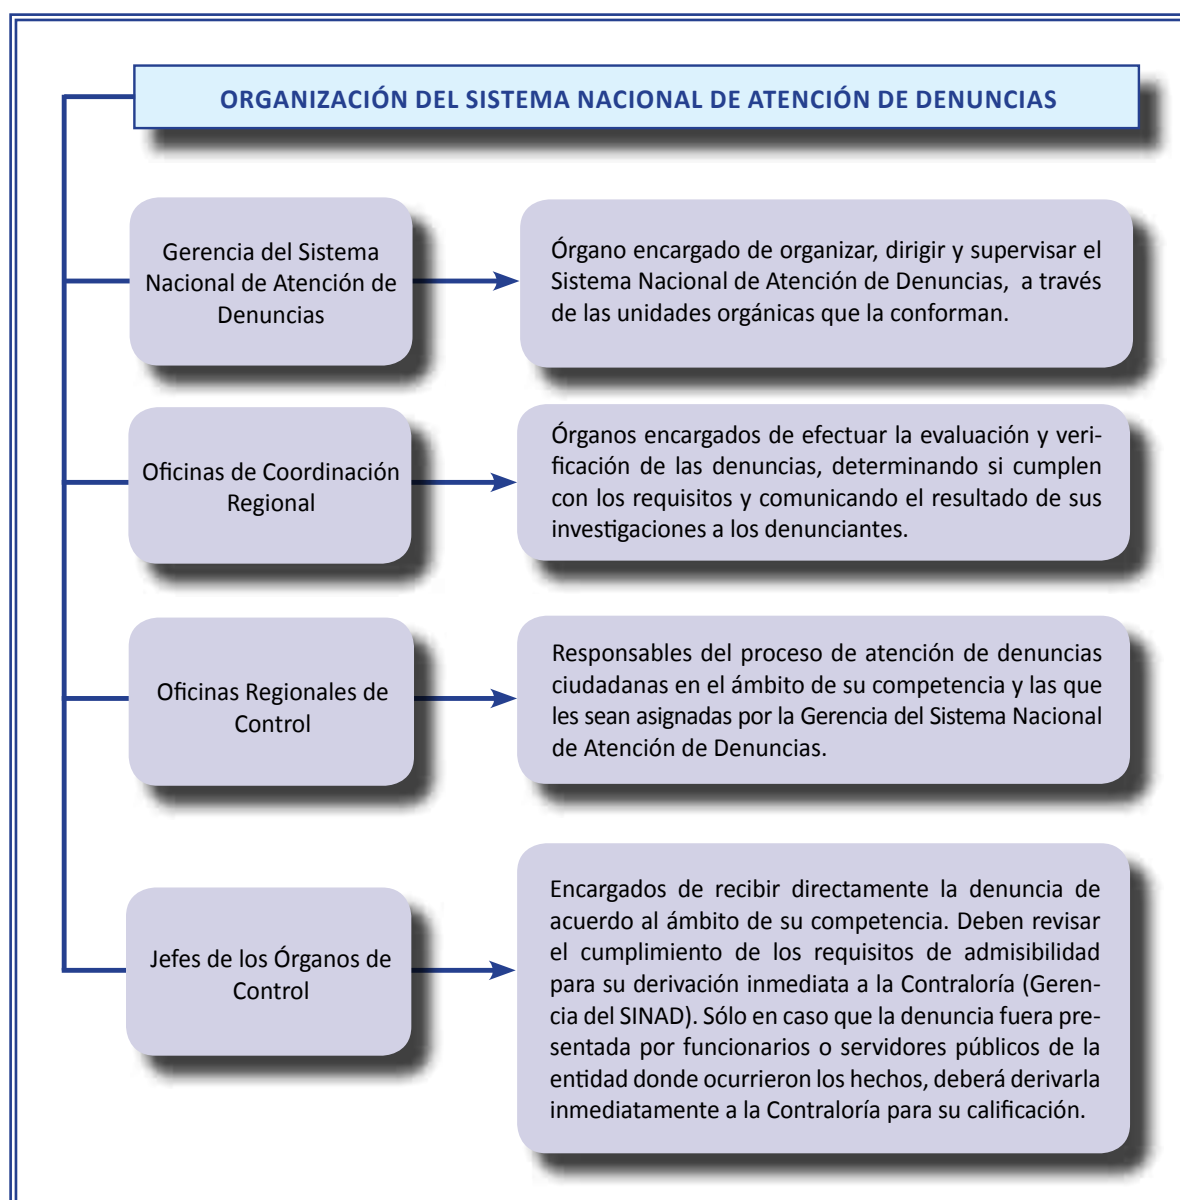 ORGANIZACIÓN DEL SISTEMA NACIONAL DE ATENCIÓN DE DENUNCIAS
Gerencia del Sistema
Nacional de Atención de
Denuncias
Órgano encargado de organizar, dirigir y supervisar el
Sistema Nacional de Atención de Denuncias, a través
de las unidades orgánicas que la conforman.
Oficinas de Coordinación
Regional
Órganos encargados de efectuar la evaluación y veri-
ficación de las denuncias, determinando si cumplen
con los requisitos y comunicando el resultado de sus
investigaciones a los denunciantes.
Oficinas Regionales de
Control
Responsables del proceso de atención de denuncias
ciudadanas en el ámbito de su competencia y las que
les sean asignadas por la Gerencia del Sistema Nacional
de Atención de Denuncias.
Jefes de los Órganos de
Control
Encargados de recibir directamente la denuncia de
acuerdo al ámbito de su competencia. Deben revisar
el cumplimiento de los requisitos de admisibilidad
para su derivación inmediata a la Contraloría (Geren-
cia del SINAD). Sólo en caso que la denuncia fuera pre-
sentada por funcionarios o servidores públicos de la
entidad donde ocurrieron los hechos, deberá derivarla
inmediatamente a la Contraloría para su calificación.